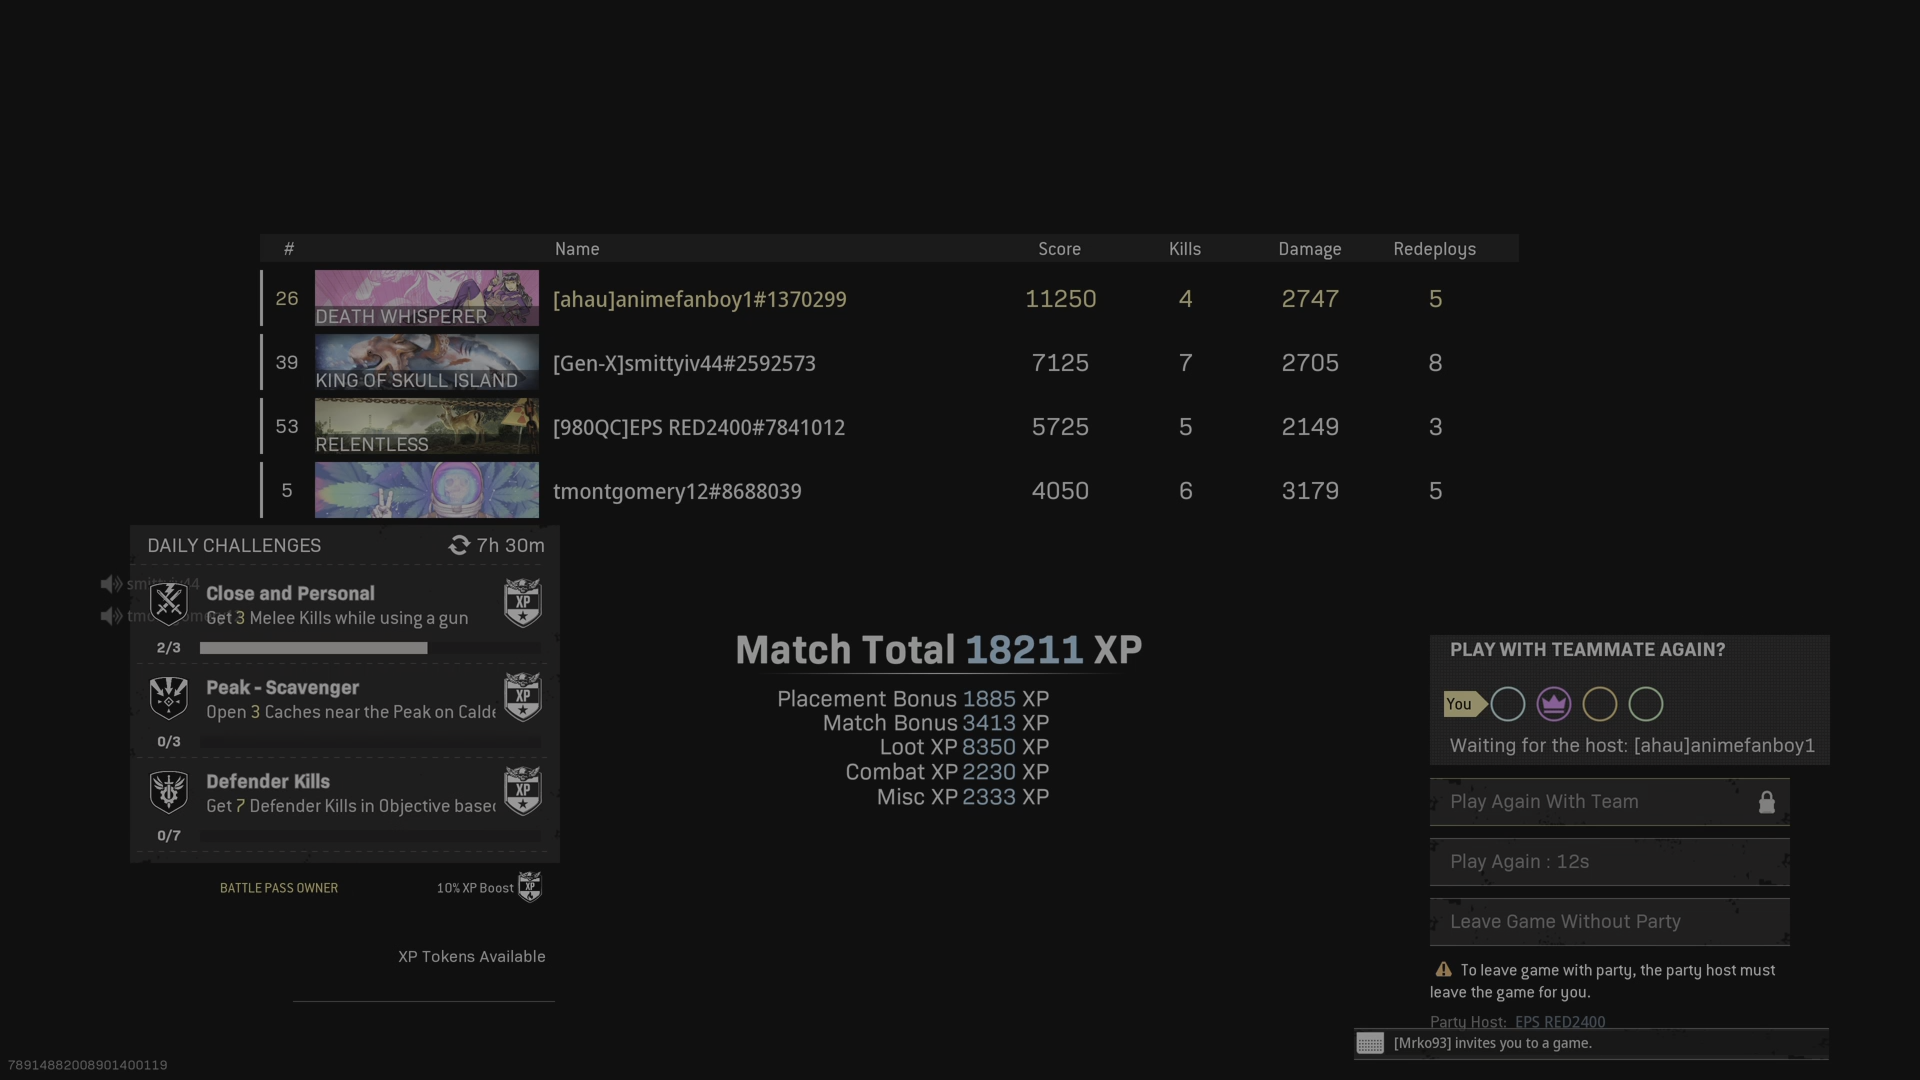 # Name Score Kills Damage Redeploys
26 DEATH WHISPERER [ahau]animefanboy1#1370299 11250 4 2747 5
39 KING OF SKULL ISLAND [Gen-X]smittyiv44#2592573 7125 7 2705 8
53 RELENTLESS [980QC]EPS RED2400#7841012 5725 5 2149 3
5 tmontgomery12#8688039 4050 6 3179 5
DAILY CHALLENGES 7h 30m
smittyiv44
Close and Personal
XP
Get 3 Melee Kills while using a gun
2/3
Peak - Scavenger
XP
Open 3 Caches near the Peak on Calde
0/3
Defender Kills
XP
Get 7 Defender Kills in Objective based
0/7
BATTLE PASS OWNER 10% XP Boost XP
XP Tokens Available
Match Total 18211 XP
Placement Bonus 1885 XP
Match Bonus 3413 XP
Loot XP 8350 XP
Combat XP 2230 XP
Misc XP 2333 XP
PLAY WITH TEAMMATE AGAIN?
You
Waiting for the host: [ahau]animefanboy1
Play Again With Team
Play Again : 12s
Leave Game Without Party
To leave game with party, the party host must
leave the game for you.
Party Host: EPS RED2400
[Mrko93] invites you to a game.
78914882008901400119